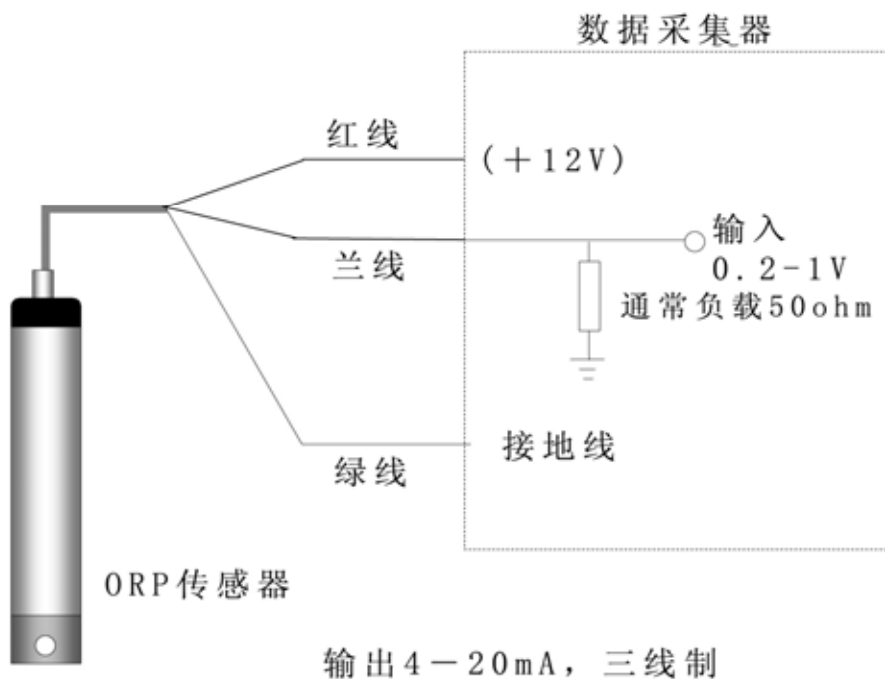 数据采集器
红线
(+12V)
兰线
输入
0.2-1V
通常负载50ohm
绿线
接地线
ORP传感器
输出4-20mA，三线制